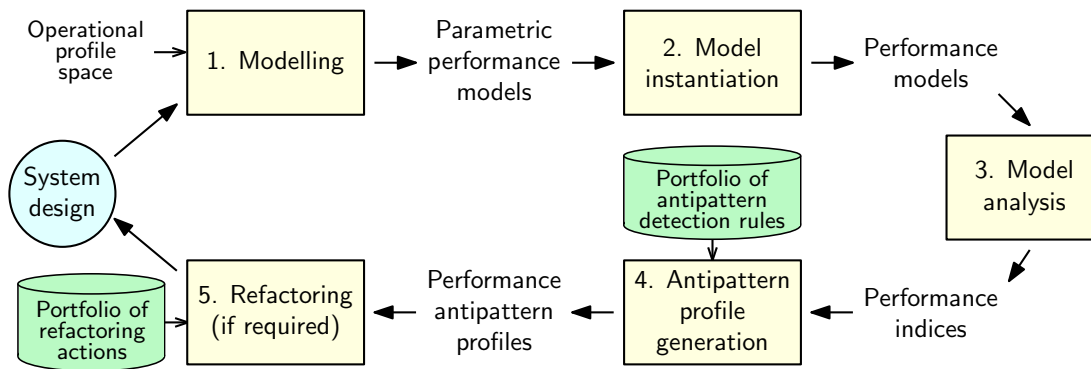 Operational
profile
space
1. Modelling
Parametric
performance
models
2. Model
instantiation
Performance
models
System
design
Portfolio of
antipattern
detection rules
3. Model
analysis
Portfolio of
refactoring
actions
5. Refactoring
(if required)
Performance
antipattern
profiles
4. Antipattern
profile
generation
Performance
indices